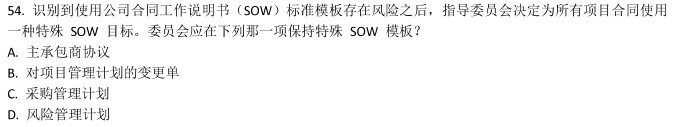 54. 识别到使用公司合同工作说明书（SOW）标准模板存在风险之后，指导委员会决定为所有项目合同使用
一种特殊 SOW 目标。委员会应在下列那一项保持特殊 SOW 模板？
A. 主承包商协议
B. 对项目管理计划的变更单
C. 采购管理计划
D. 风险管理计划